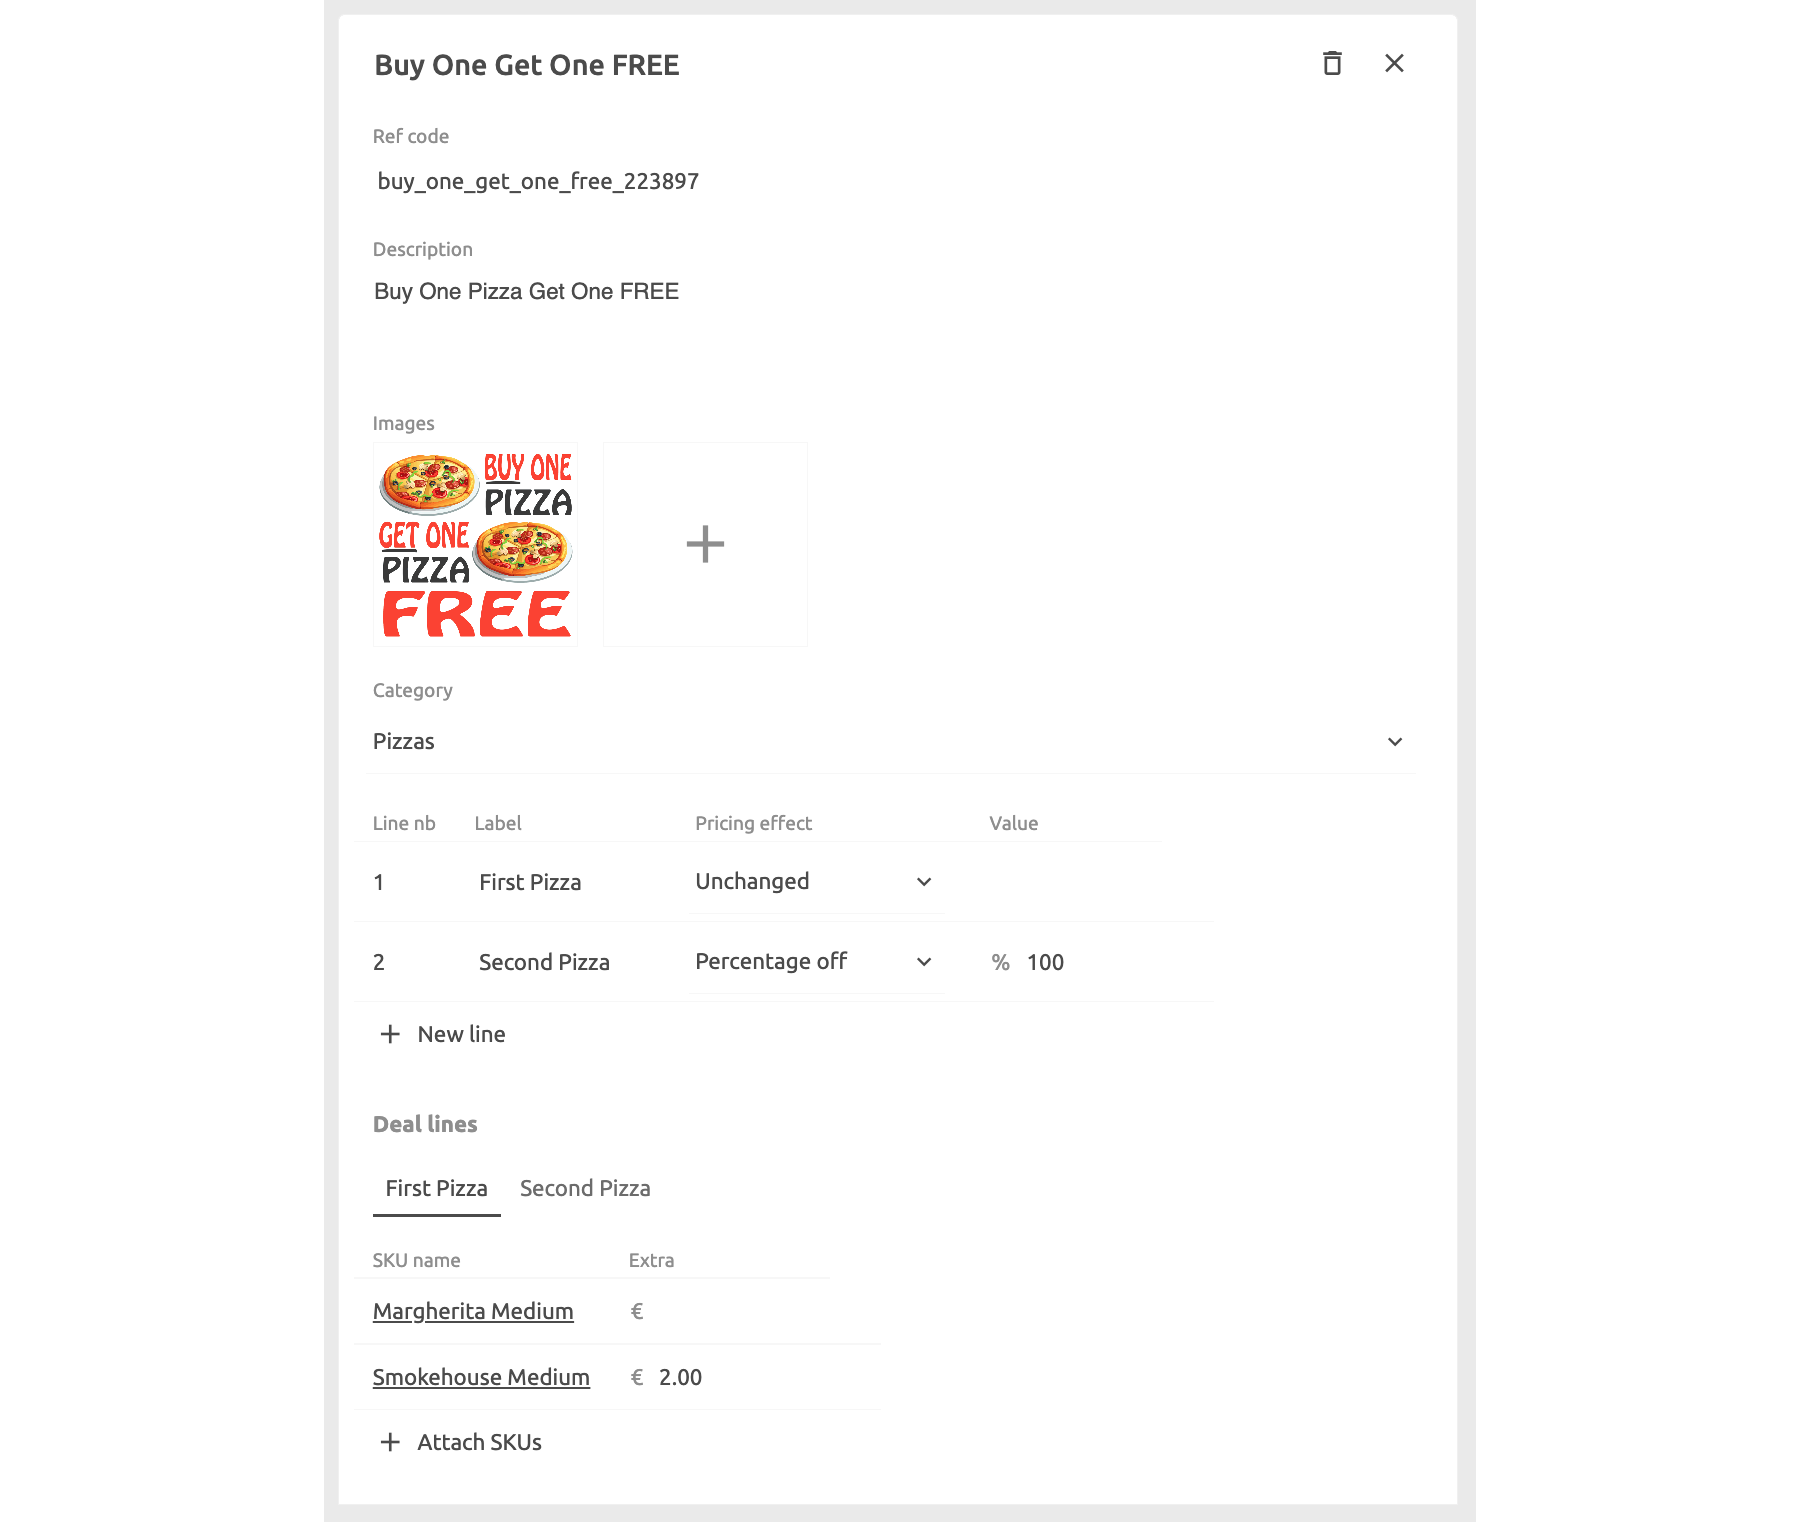 Buy One Get One FREE
Ref code
buy_one_get_one_free_223897
Description
Buy One Pizza Get One FREE
Images
BUY ONE
PIZZA
GET ONE
PIZZA
FREE
Category
Pizzas
Line nb Label Pricing effect Value
1 First Pizza Unchanged
2 Second Pizza Percentage off % 100
+ New line
Deal lines
First Pizza Second Pizza
SKU name Extra
Margherita Medium €
Smokehouse Medium € 2.00
+ Attach SKUs